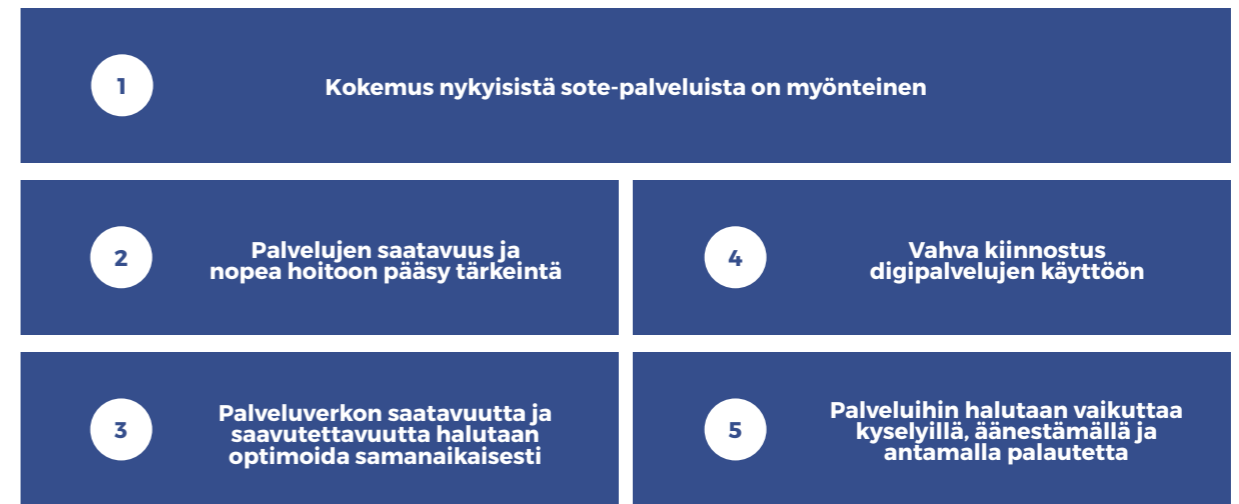 1
Kokemus nykyisistä sote-palveluista on myönteinen
2
Palvelujen saatavuus ja
nopea hoitoon pääsy tärkeintä
3
Palveluverkon saatavuutta ja
saavutettavuutta halutaan
optimoida samanaikaisesti
4
Vahva kiinnostus
digipalvelujen käyttöön
5
Palveluihin halutaan vaikuttaa
kyselyillä, äänestämällä ja
antamalla palautetta